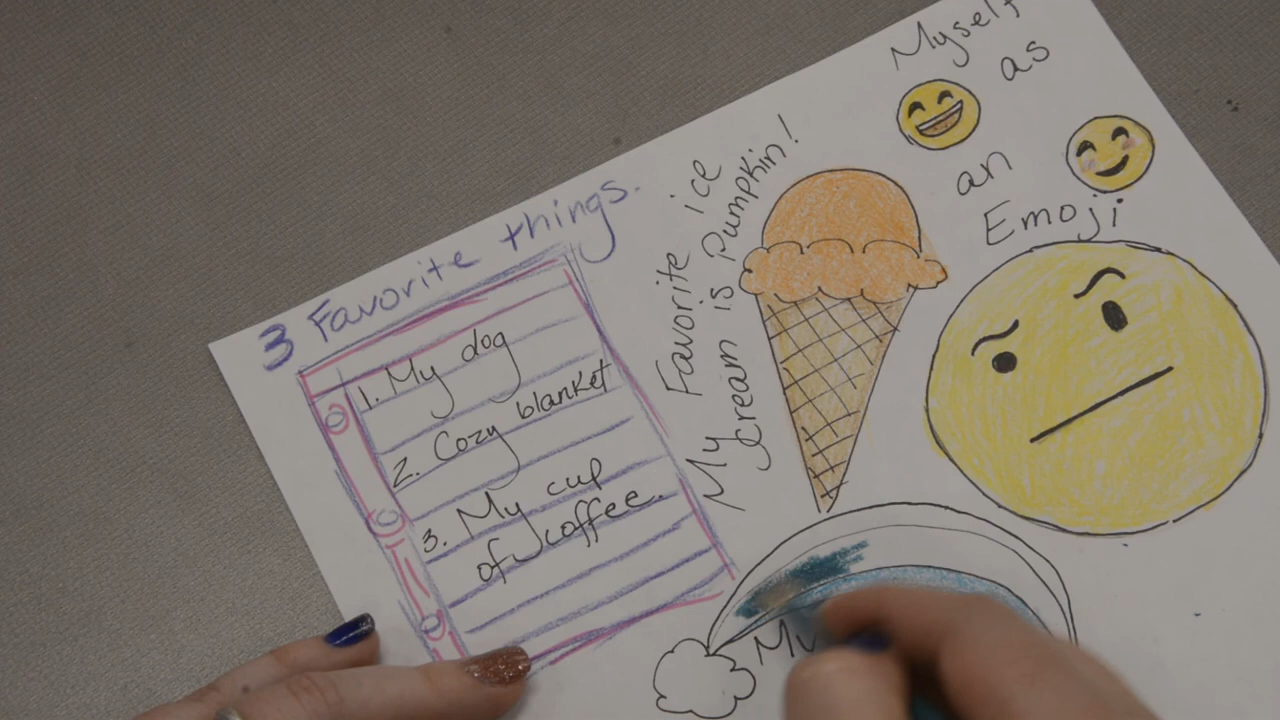 3 Favorite things.
1. My dog
2. Cozy blanket
3. My cup
of coffee.
My Favorite ice
cream is Pumpkin!
Myself
as
an
Emoji
My